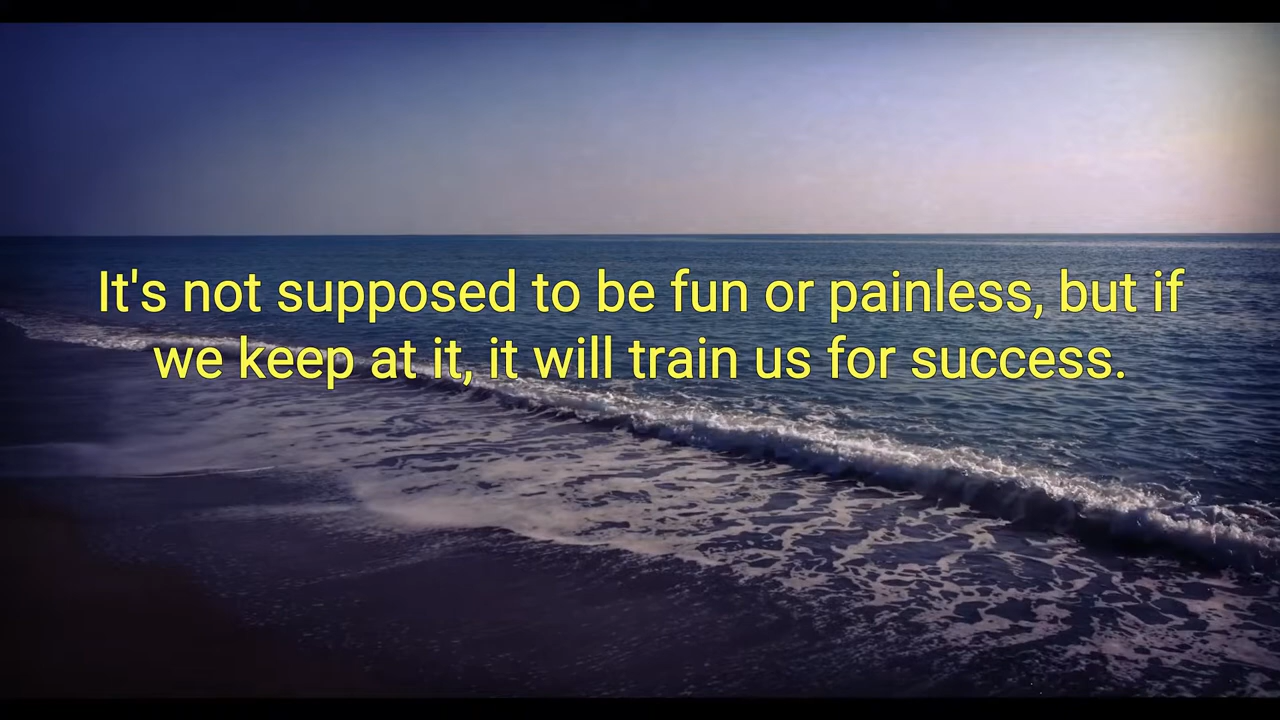 It's not supposed to be fun or painless, but if
we keep at it, it will train us for success.